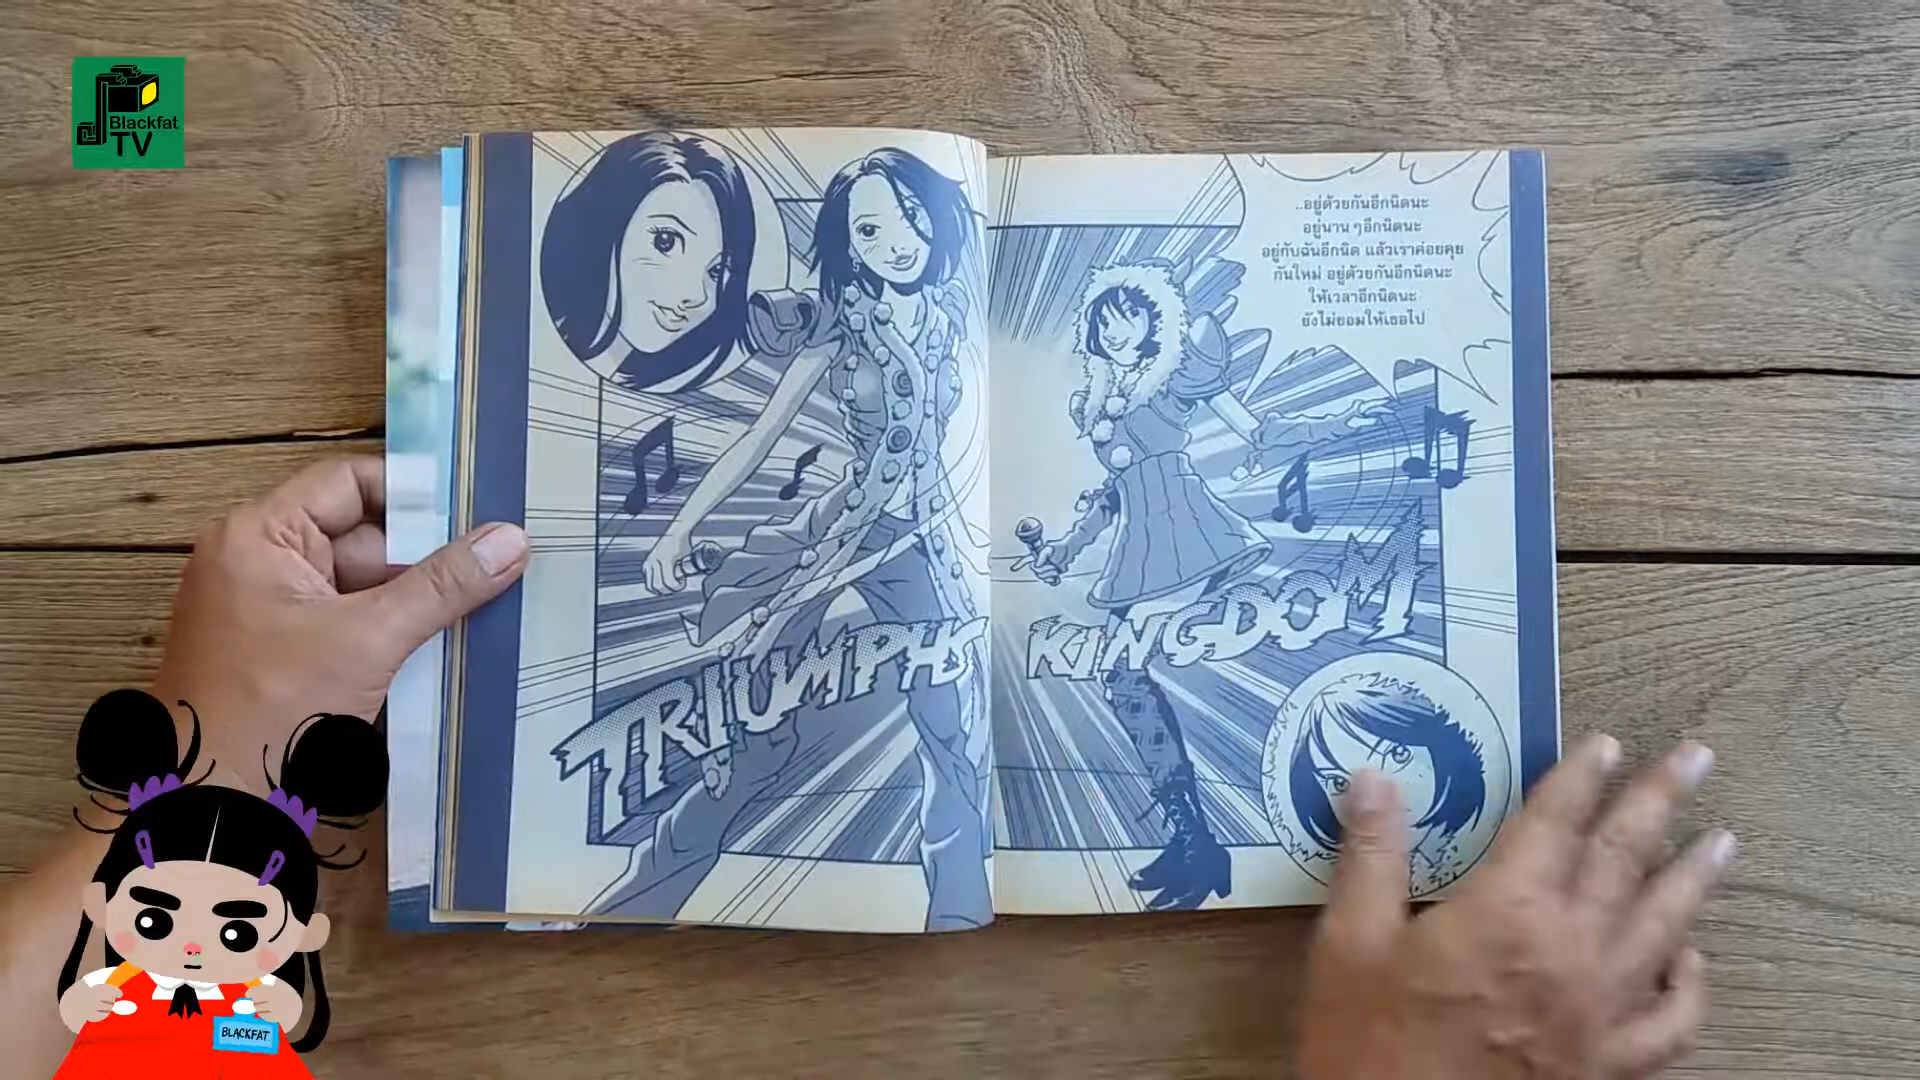 Blackfat
TV
..อยู่ด้วยกันอีกนิดนะ
อยู่นาน ๆ อีกนิดนะ
อยู่กับฉันอีกนิด แล้วเราค่อยคุย
กันใหม่ อยู่ด้วยกันอีกนิดนะ
ให้เวลาอีกนิดนะ
ยังไม่ยอมให้เธอไป
TRIUMPHS KINGDOM
BLACKFAT